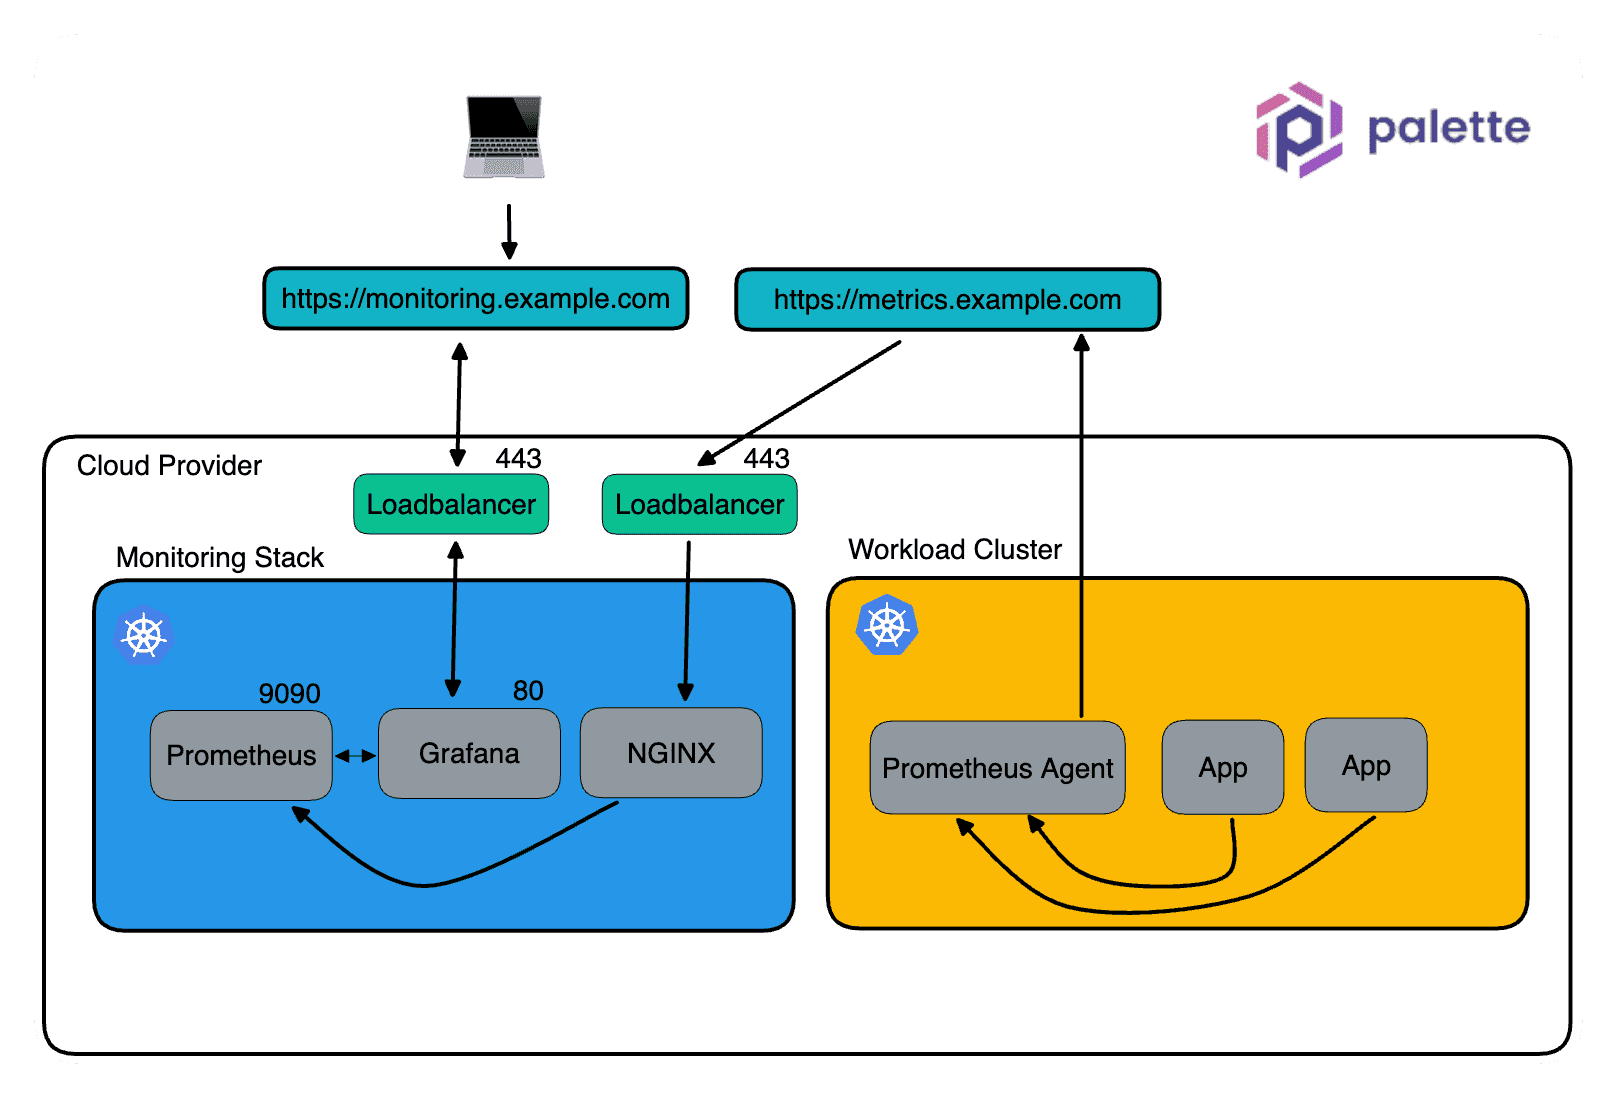 palette
https://monitoring.example.com
https://metrics.example.com
Cloud Provider
443
443
Loadbalancer
Loadbalancer
Monitoring Stack
Workload Cluster
9090
80
Prometheus
Grafana
NGINX
Prometheus Agent
App
App